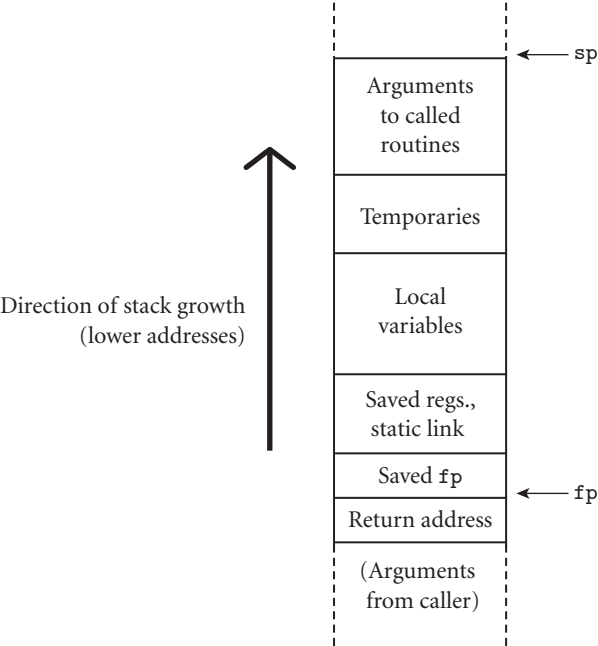 sp
Arguments
to called
routines
Temporaries
Direction of stack growth
(lower addresses)
Local
variables
Saved regs.,
static link
Saved fp
fp
Return address
(Arguments
from caller)